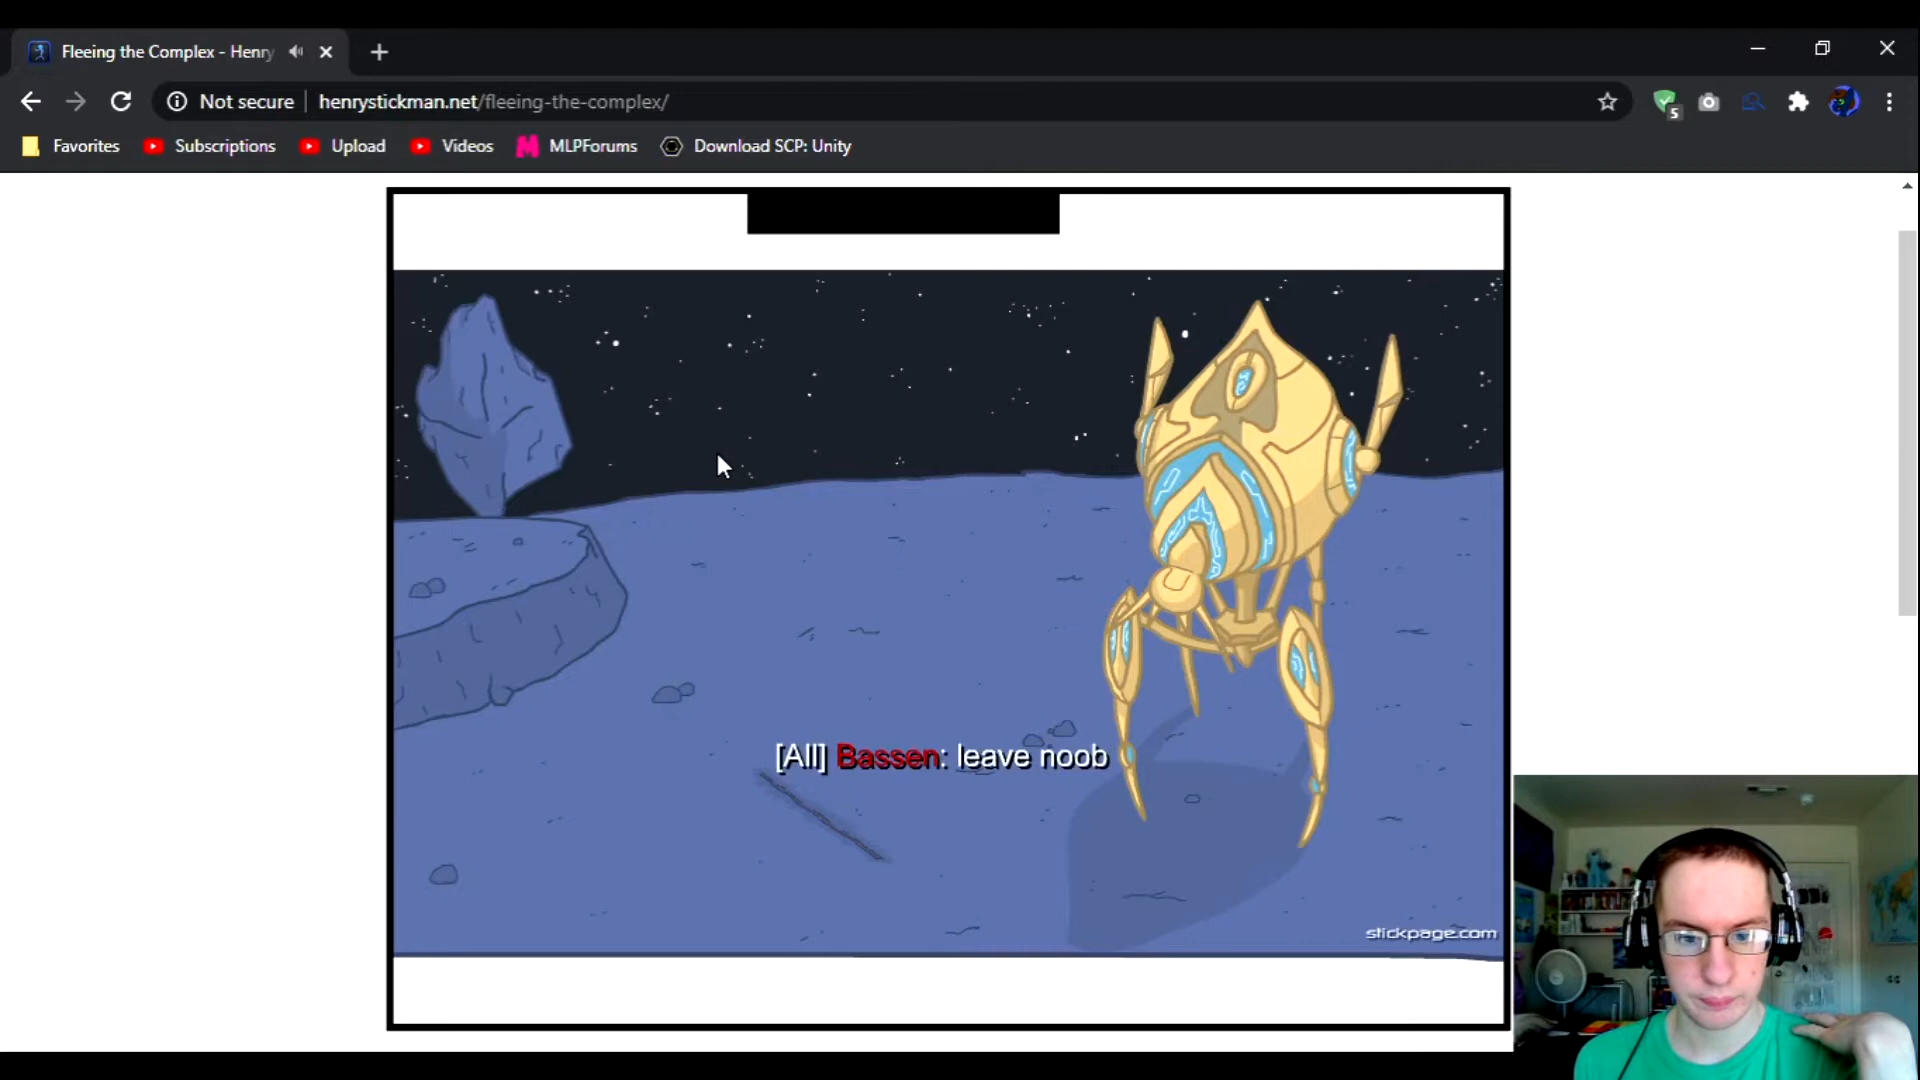 Fleeing the Complex - Henry
Not secure henrystickman.net/fleeing-the-complex/
5
Favorites Subscriptions Upload Videos MLPForums Download SCP: Unity
[All] Bassen: leave noob
stickpage.com